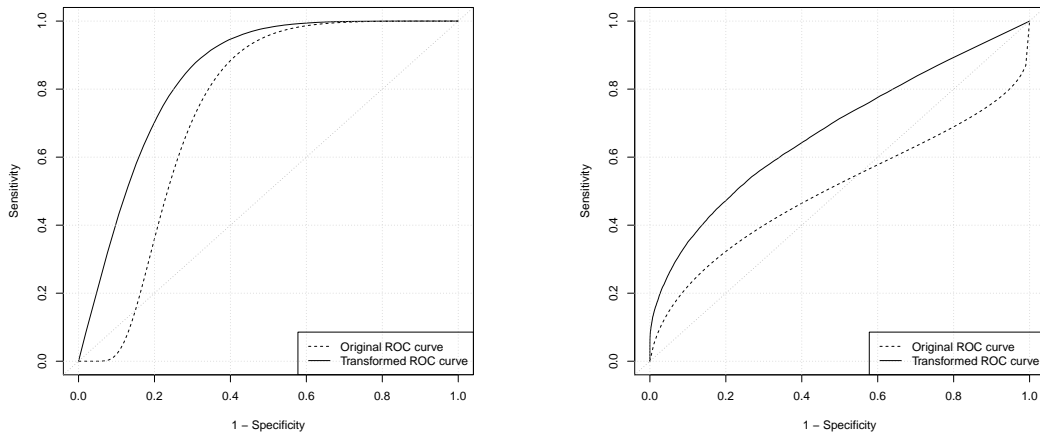 1.0
0.8
0.6
0.4
0.2
0.0
Sensitivity
0.0 0.2 0.4 0.6 0.8 1.0
1 − Specificity
Original ROC curve
Transformed ROC curve
1.0
0.8
0.6
0.4
0.2
0.0
Sensitivity
0.0 0.2 0.4 0.6 0.8 1.0
1 − Specificity
Original ROC curve
Transformed ROC curve